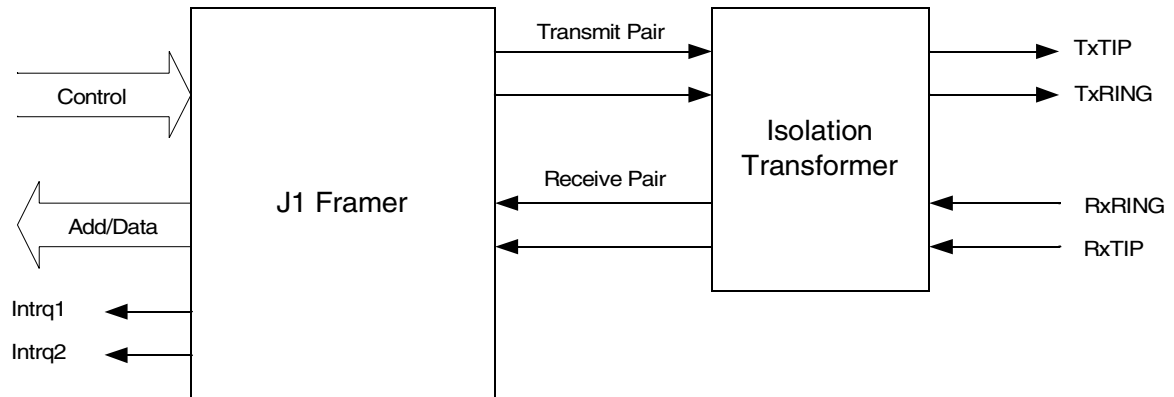 Transmit Pair
TxTIP
Control
TxRING
Isolation
Transformer
Receive Pair
J1 Framer
RxRING
Add/Data
RxTIP
Intrq1
Intrq2